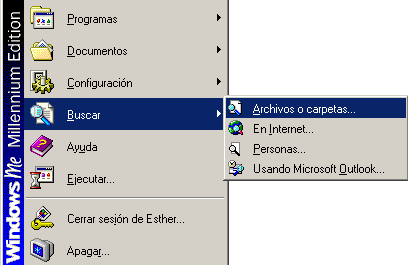 Windows Me Millennium Edition
Programas
Documentos
Configuración
Buscar
Ayuda
Ejecutar...
Cerrar sesión de Esther...
Apagar...
Archivos o carpetas...
En Internet...
Personas...
Usando Microsoft Outlook...